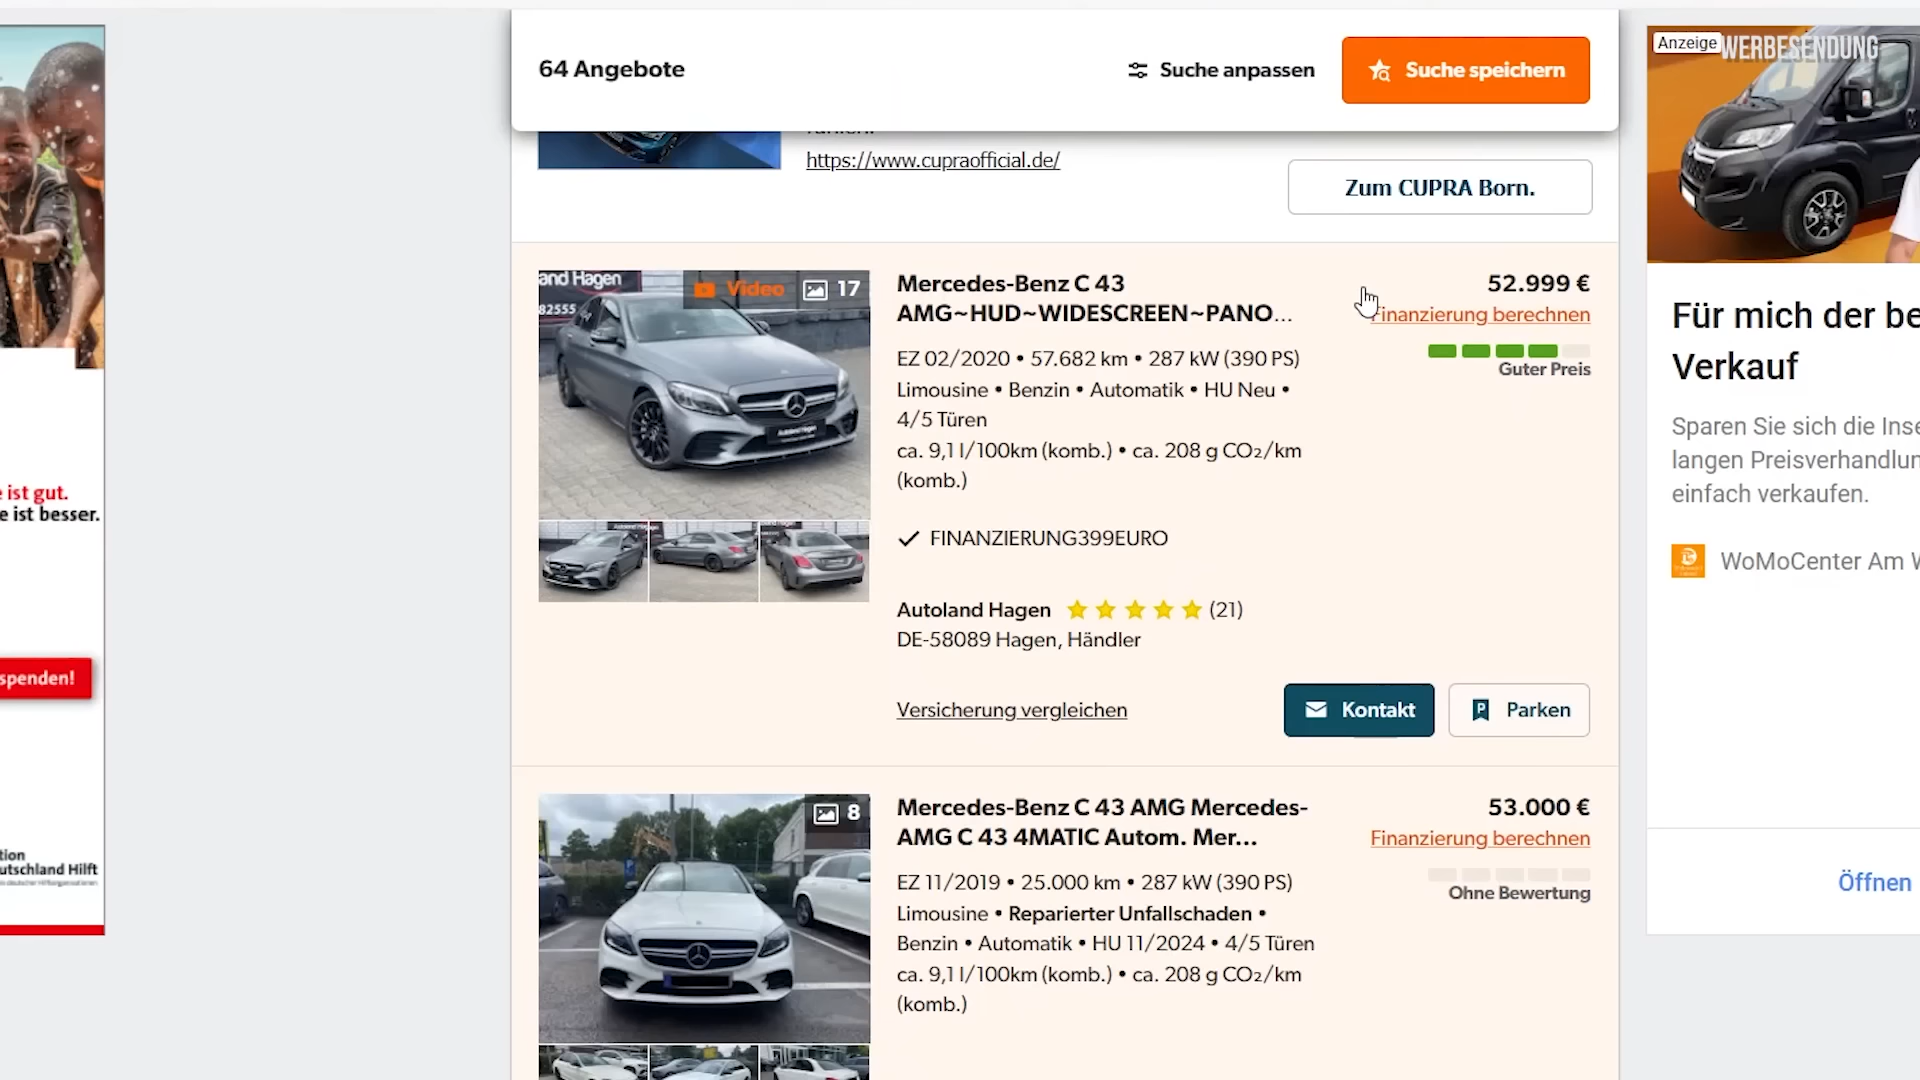 64 Angebote
Suche anpassen
Suche speichern
https://www.cupraofficial.de/
Zum CUPRA Born.
and Hagen
82555
Video
17
Mercedes-Benz C 43
AMG~HUD~WIDESCREEN~PANO...
52.999 €
Finanzierung berechnen
Guter Preis
EZ 02/2020 • 57.682 km • 287 kW (390 PS)
Limousine • Benzin • Automatik • HU Neu •
4/5 Türen
ca. 9,1 l/100km (komb.) • ca. 208 g CO₂/km
(komb.)
FINANZIERUNG399EURO
Autoland Hagen (21)
DE-58089 Hagen, Händler
Versicherung vergleichen
Kontakt
Parken
8
Mercedes-Benz C 43 AMG Mercedes-
AMG C 43 4MATIC Autom. Mer...
53.000 €
Finanzierung berechnen
Ohne Bewertung
EZ 11/2019 • 25.000 km • 287 kW (390 PS)
Limousine • Reparierter Unfallschaden •
Benzin • Automatik • HU 11/2024 • 4/5 Türen
ca. 9,1 l/100km (komb.) • ca. 208 g CO₂/km
(komb.)
e ist gut.
e ist besser.
spenden!
tion
utschland Hilft
Anzeige
WERBESENDUNG
Für mich der be
Verkauf
Sparen Sie sich die Inse
langen Preisverhandlun
einfach verkaufen.
WoMoCenter Am W
Öffnen